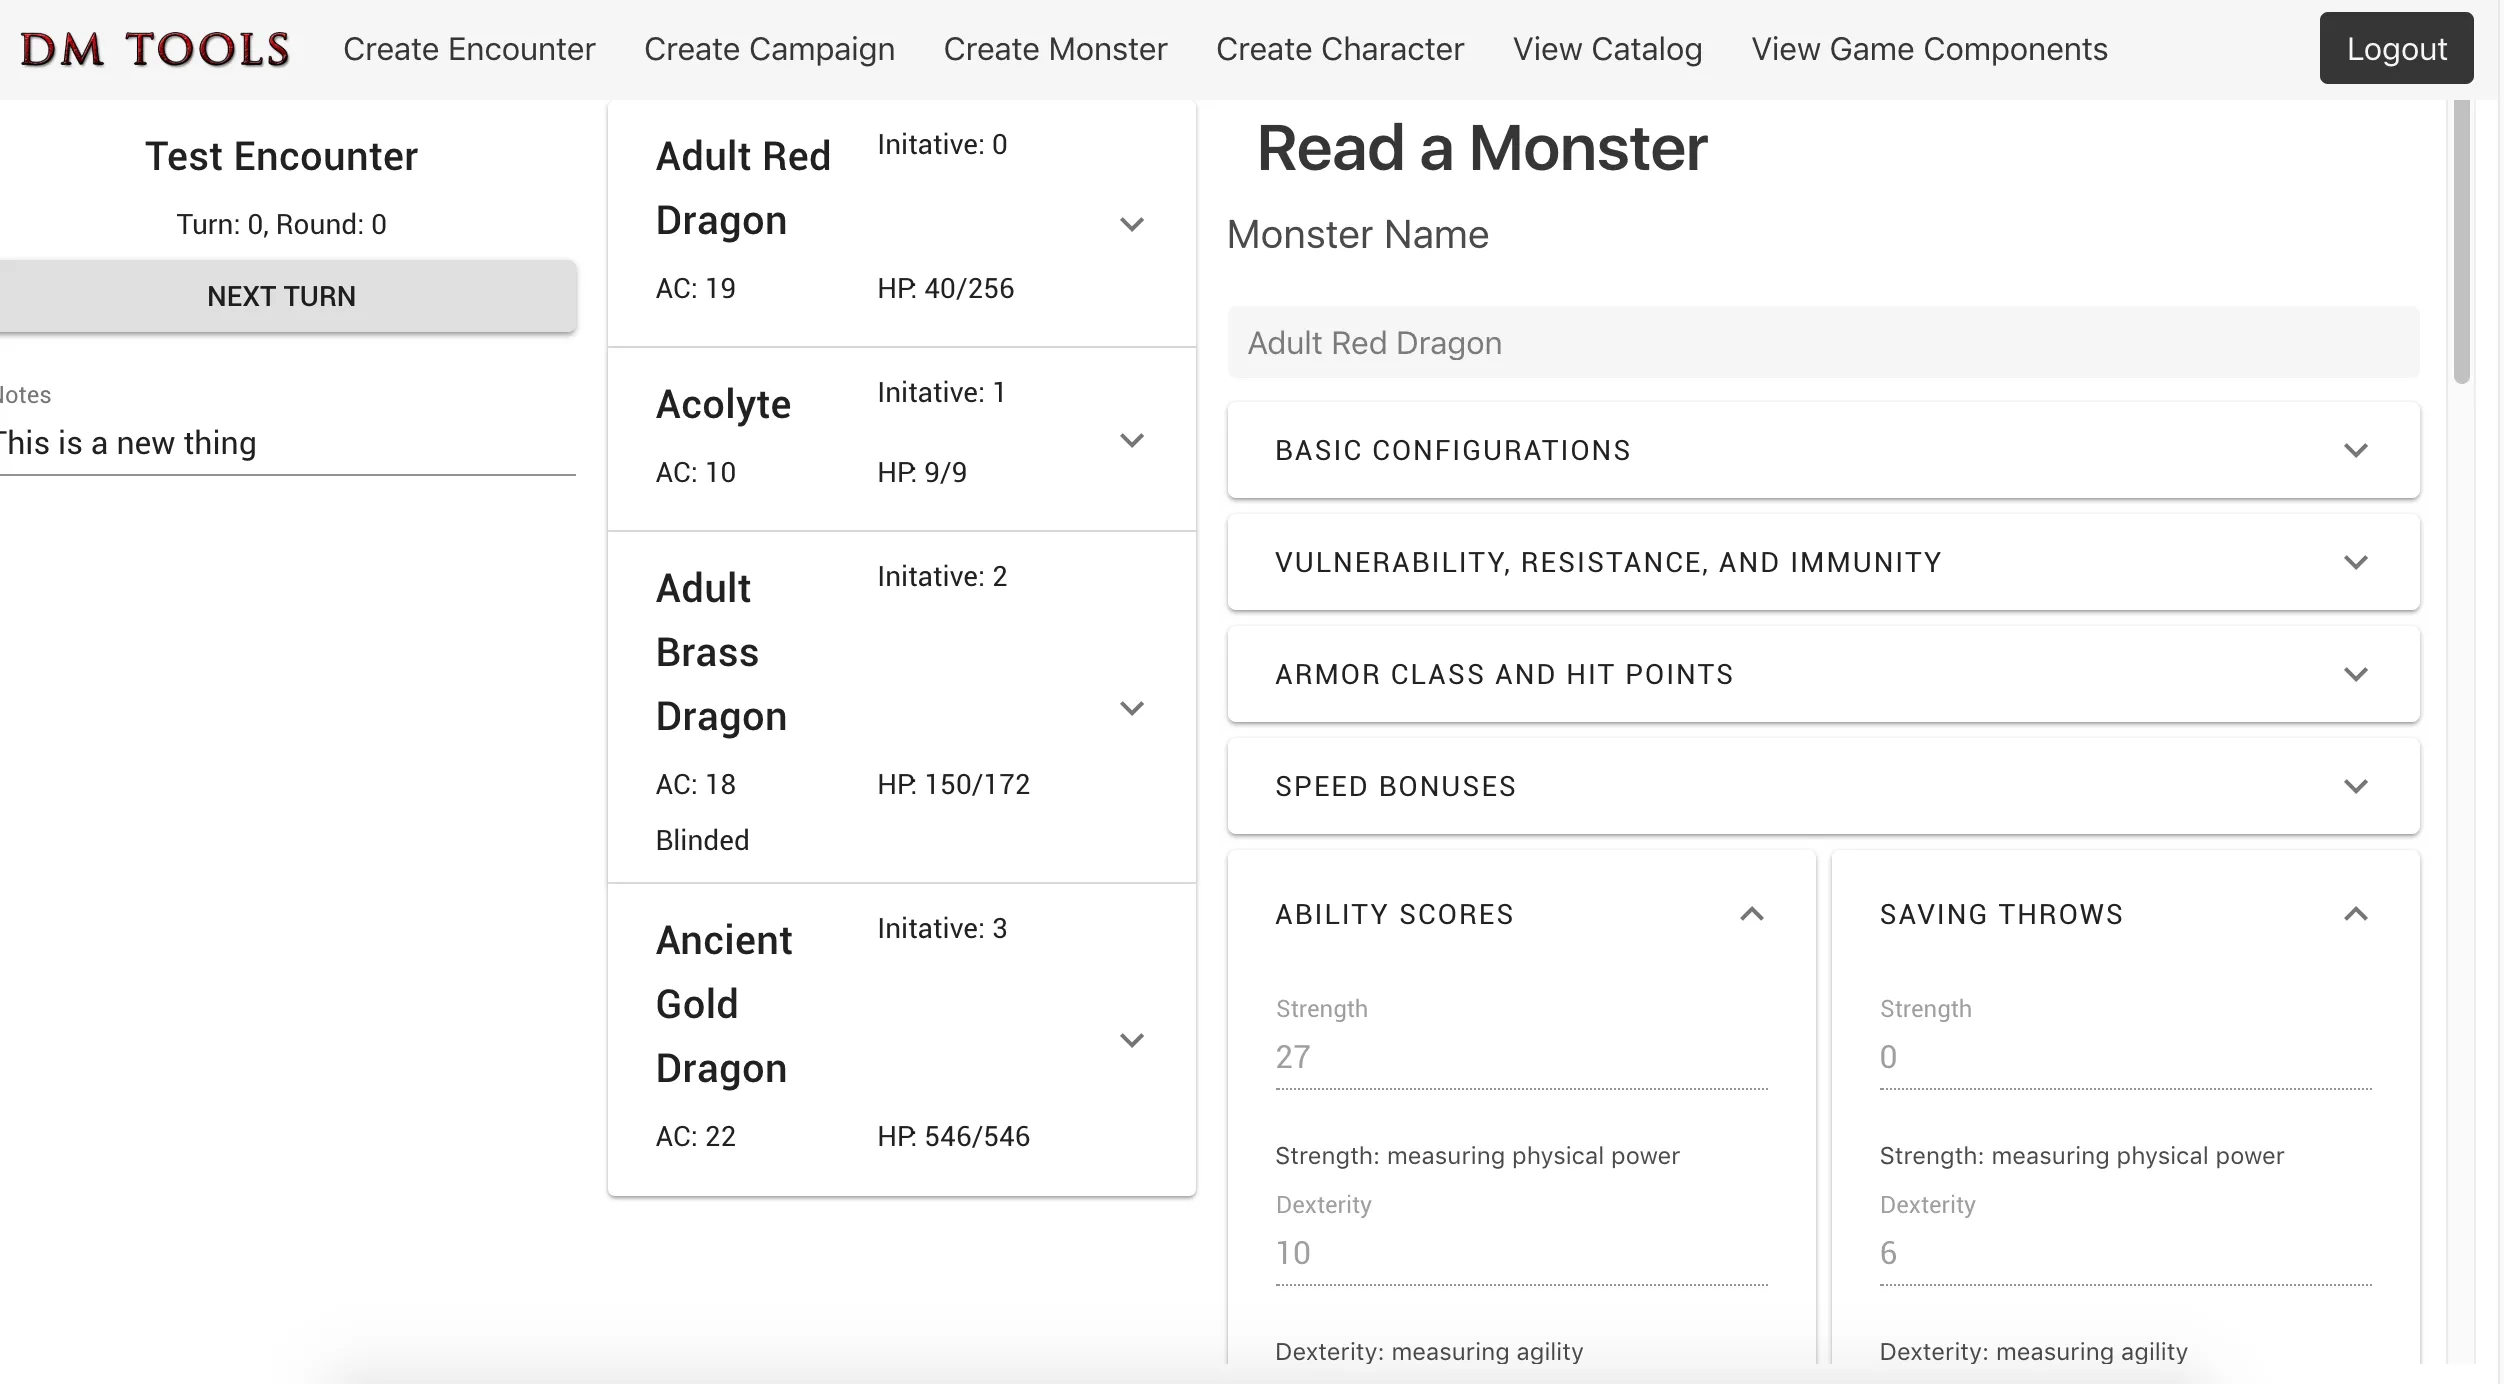 DM TOOLS
Create Encounter
Create Campaign
Create Monster
Create Character
View Catalog
View Game Components
Logout
Test Encounter
Turn: 0, Round: 0
NEXT TURN
Notes
This is a new thing
Adult Red
Dragon
Initative: 0
AC: 19
HP: 40/256
Acolyte
Initative: 1
AC: 10
HP: 9/9
Adult
Brass
Dragon
Initative: 2
AC: 18
HP: 150/172
Blinded
Ancient
Gold
Dragon
Initative: 3
AC: 22
HP: 546/546
Read a Monster
Monster Name
Adult Red Dragon
BASIC CONFIGURATIONS
VULNERABILITY, RESISTANCE, AND IMMUNITY
ARMOR CLASS AND HIT POINTS
SPEED BONUSES
ABILITY SCORES
Strength
27
Strength: measuring physical power
Dexterity
10
Dexterity: measuring agility
SAVING THROWS
Strength
0
Strength: measuring physical power
Dexterity
6
Dexterity: measuring agility